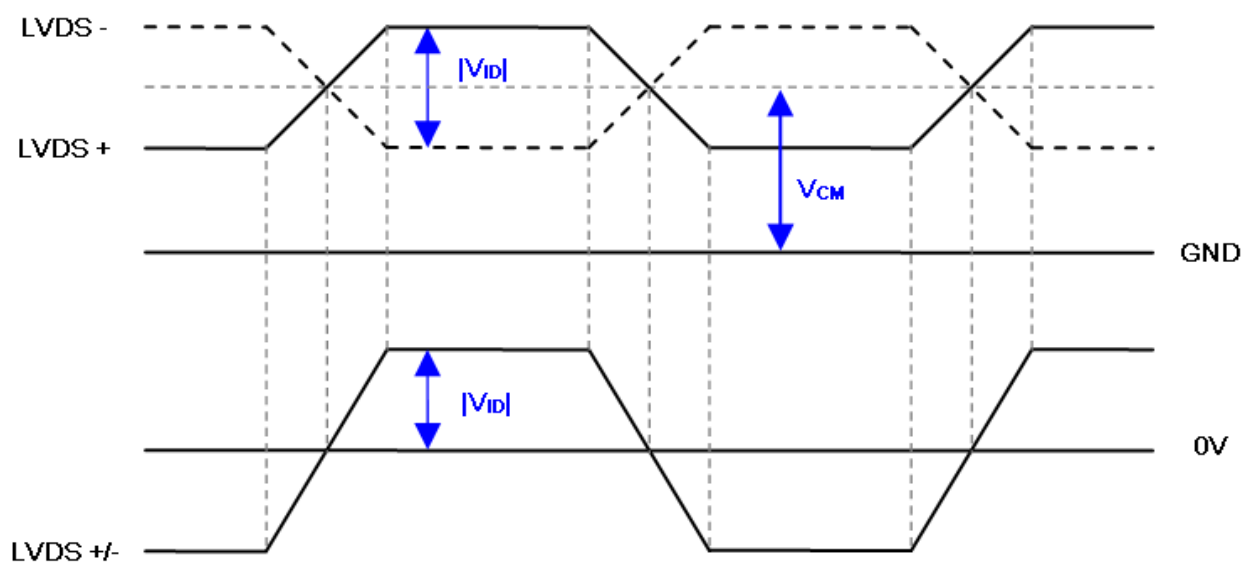 LVDS -
|VID|
LVDS +
VCM
GND
|VID|
0V
LVDS +/-